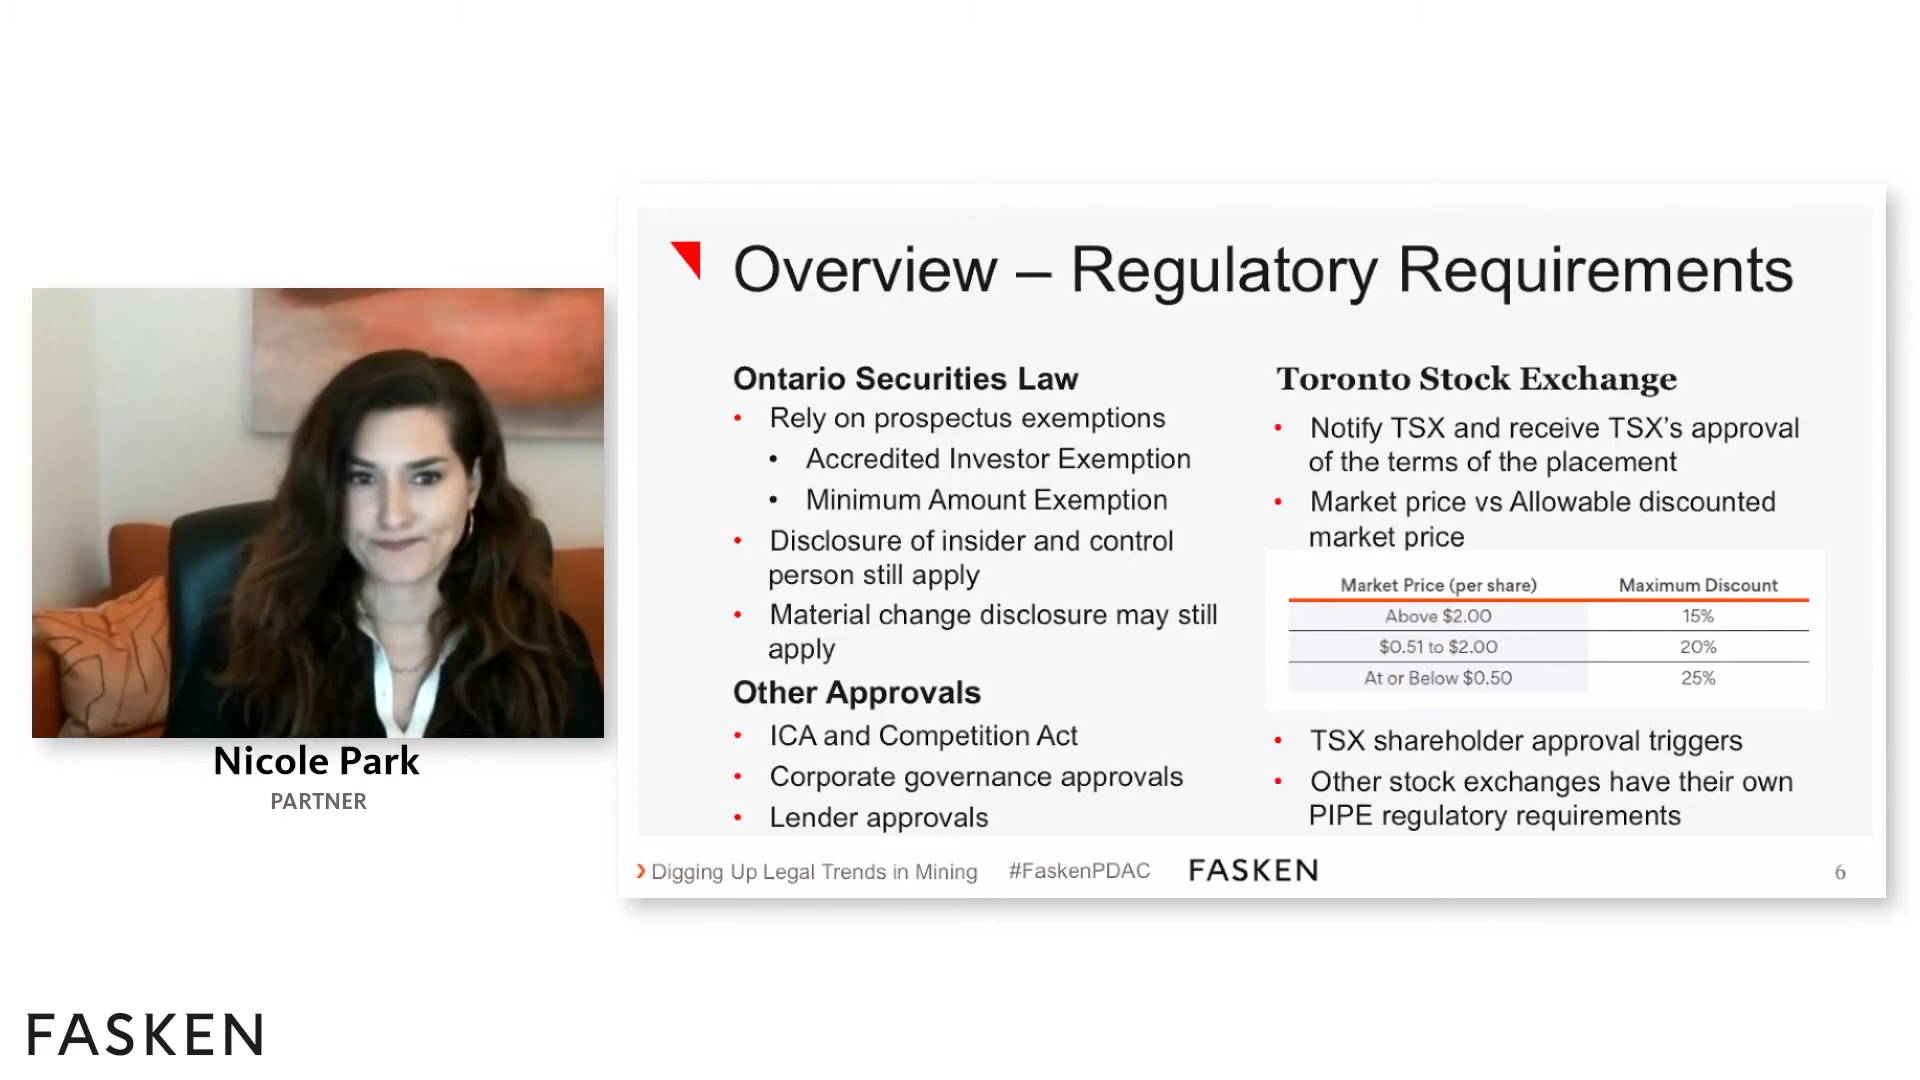 Overview – Regulatory Requirements
Ontario Securities Law
• Rely on prospectus exemptions
• Accredited Investor Exemption
• Minimum Amount Exemption
• Disclosure of insider and control
person still apply
• Material change disclosure may still
apply
Other Approvals
• ICA and Competition Act
• Corporate governance approvals
• Lender approvals
Toronto Stock Exchange
• Notify TSX and receive TSX’s approval
of the terms of the placement
• Market price vs Allowable discounted
market price
Market Price (per share) Maximum Discount
Above $2.00 15%
$0.51 to $2.00 20%
At or Below $0.50 25%
• TSX shareholder approval triggers
• Other stock exchanges have their own
PIPE regulatory requirements
Digging Up Legal Trends in Mining #FaskenPDAC FASKEN 6
Nicole Park
PARTNER
FASKEN